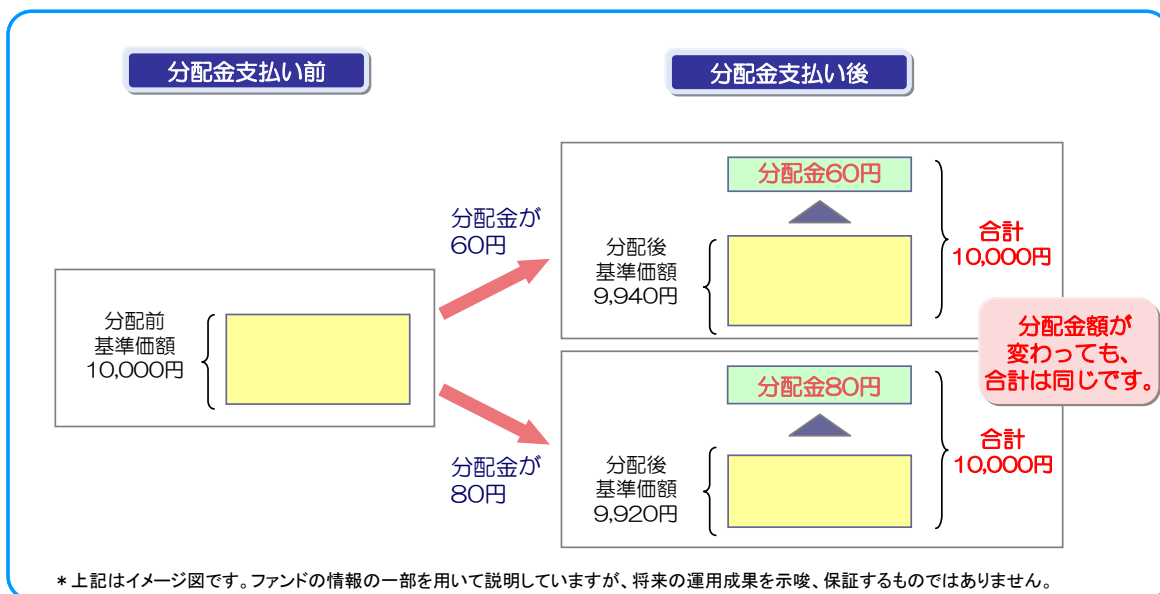 分配金支払い前
分配金支払い後
分配前
基準価額
10,000円
分配金が
60円
分配金が
80円
分配金60円
分配後
基準価額
9,940円
合計
10,000円
分配金額が
変わっても、
合計は同じです。
分配金80円
分配後
基準価額
9,920円
合計
10,000円
*上記はイメージ図です。ファンドの情報の一部を用いて説明していますが、将来の運用成果を示唆、保証するものではありません。